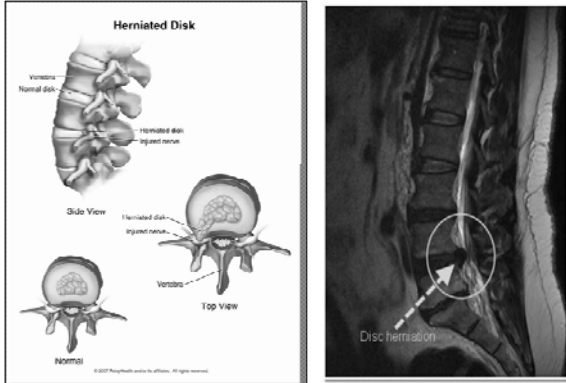 Herniated Disk
Vertebra
Normal disk
Herniated disk
Injured nerve
Side View
Herniated disk
Injured nerve
Vertebra
Top View
Normal
Disc herniation